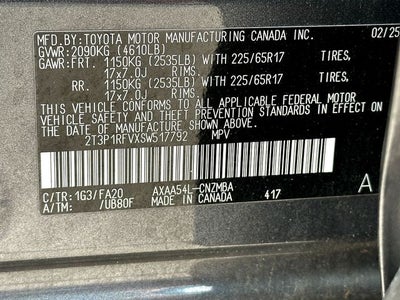 MFD. BY: TOYOTA MOTOR MANUFACTURING CANADA INC. 02/25
GVWR: 2090KG (4610LB)
GAWR: FRT. 1150KG (2535LB) WITH 225/65R17 TIRES,
17x7.0J RIMS,
RR. 1150KG (2535LB) WITH 225/65R17 TIRES,
17x7.0J RIMS,
THIS VEHICLE CONFORMS TO ALL APPLICABLE FEDERAL MOTOR
VEHICLE SAFETY, BUMPER, AND THEFT PREVENTION STANDARDS IN EFFECT
ON THE DATE OF MANUFACTURE SHOWN ABOVE.
2T3P1RFVXSW517792 MPV
C/TR: 1G3/FA20 AXAA54L-CNZMBA 417 A
A/TM: /UB80F MADE IN CANADA